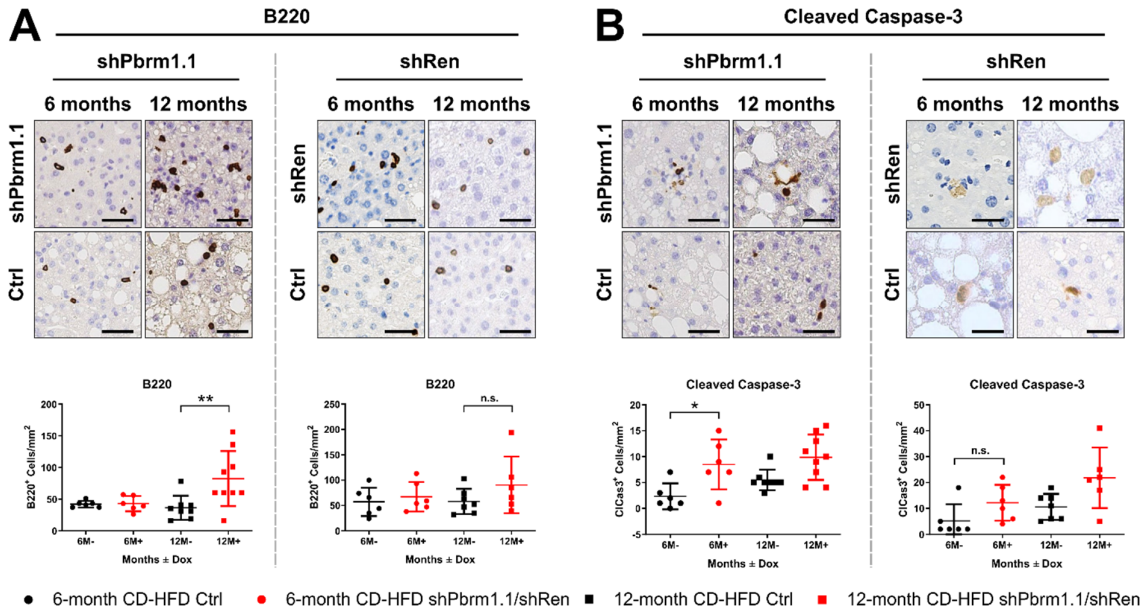 A
B220
shPbrm1.1
shRen
6 months
12 months
6 months
12 months
shPbrm1.1
Ctrl
shRen
Ctrl
B220
B220+ Cells/mm²
200
150
100
50
0
**
6M-
6M+
12M-
12M+
Months ± Dox
B220
B220+ Cells/mm²
250
200
150
100
50
0
n.s.
6M-
6M+
12M-
12M+
Months ± Dox
B
Cleaved Caspase-3
shPbrm1.1
shRen
6 months
12 months
6 months
12 months
shPbrm1.1
Ctrl
shRen
Ctrl
Cleaved Caspase-3
ClCas3+ Cells/mm²
20
15
10
5
0
-5
*
6M-
6M+
12M-
12M+
Months ± Dox
Cleaved Caspase-3
ClCas3+ Cells/mm²
50
40
30
20
10
0
n.s.
6M-
6M+
12M-
12M+
Months ± Dox
6-month CD-HFD Ctrl
6-month CD-HFD shPbrm1.1/shRen
12-month CD-HFD Ctrl
12-month CD-HFD shPbrm1.1/shRen